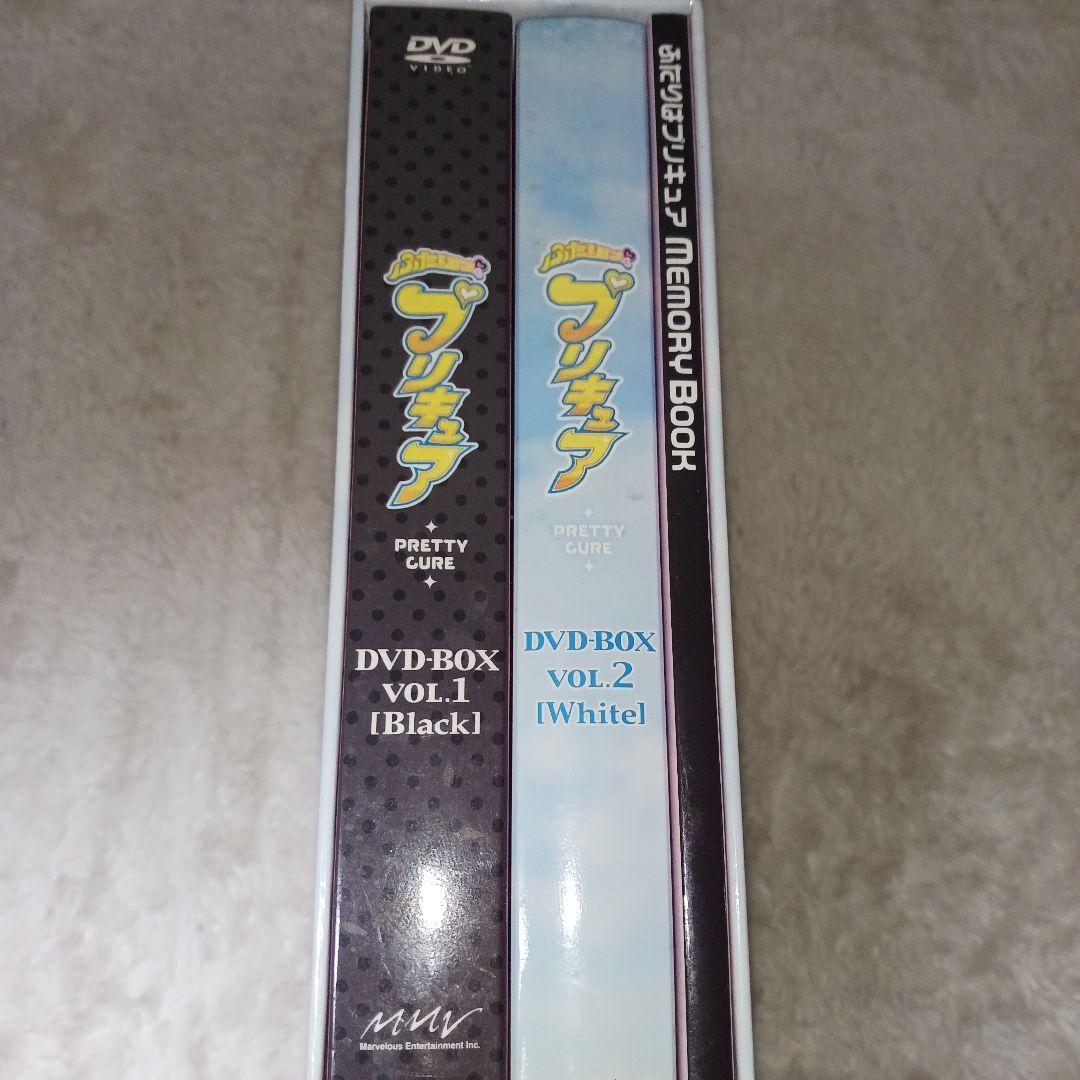 DVD
VIDEO
ふたりは
プリキュア
PRETTY
CURE
DVD-BOX
VOL.1
[Black]
MMV
Marvelous Entertainment Inc.
ふたりは
プリキュア
PRETTY
CURE
DVD-BOX
VOL.2
[White]
ふたりはプリキュア MEMORY BOOK